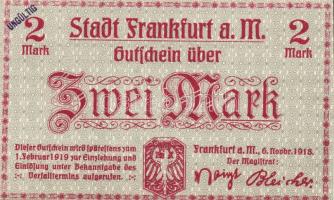 UNGÜLTIG
2 Stadt Frankfurt a. M. 2
Mark Gutschein über Mark
Zwei Mark
Dieser Gutschein wird spätestens zum
1. Februar 1919 zur Einziehung und
Einlösung unter Bekanntgabe des
Verfalltermins aufgerufen.
Frankfurt a. M., 6. Novbr. 1918.
Der Magistrat: